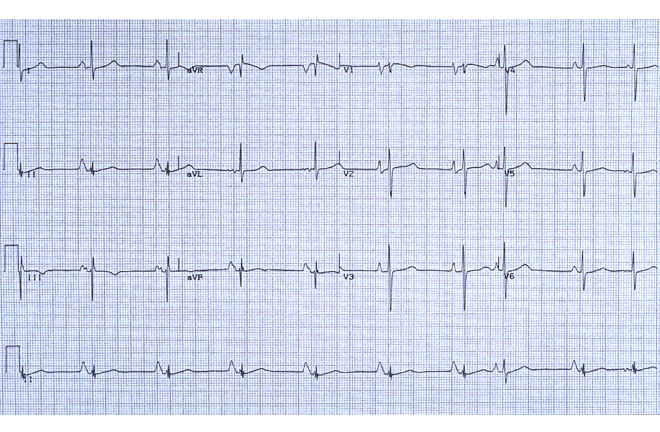 I aVR V1 V4
II aVL V2 V5
III aVF V3 V6
II